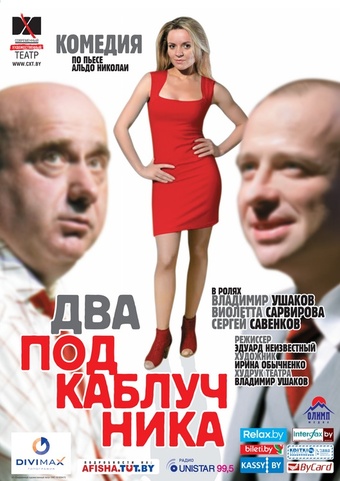 СОВРЕМЕННЫЙ
ХУДОЖЕСТВЕННЫЙ
ТЕАТР
WWW.CXT.BY
КОМЕДИЯ
ПО ПЬЕСЕ
АЛЬДО НИКОЛАИ
ДВА
ПОД
КАБЛУЧ
НИКА
В РОЛЯХ
ВЛАДИМИР УШАКОВ
ВИОЛЕТТА САРВИРОВА
СЕРГЕЙ САВЕНКОВ
РЕЖИССЕР
ЭДУАРД НЕИЗВЕСТНЫЙ
ХУДОЖНИК
ИРИНА ОБЫЧЕНКО
ХУДРУК ТЕАТРА
ВЛАДИМИР УШАКОВ
ОЛИМП
DIVIMAX
AFISHA.TUT.BY
РАДИО
UNISTAR 99,5
Relax.by
interfax.by
bileti.by
KASSY.BY
ByCard